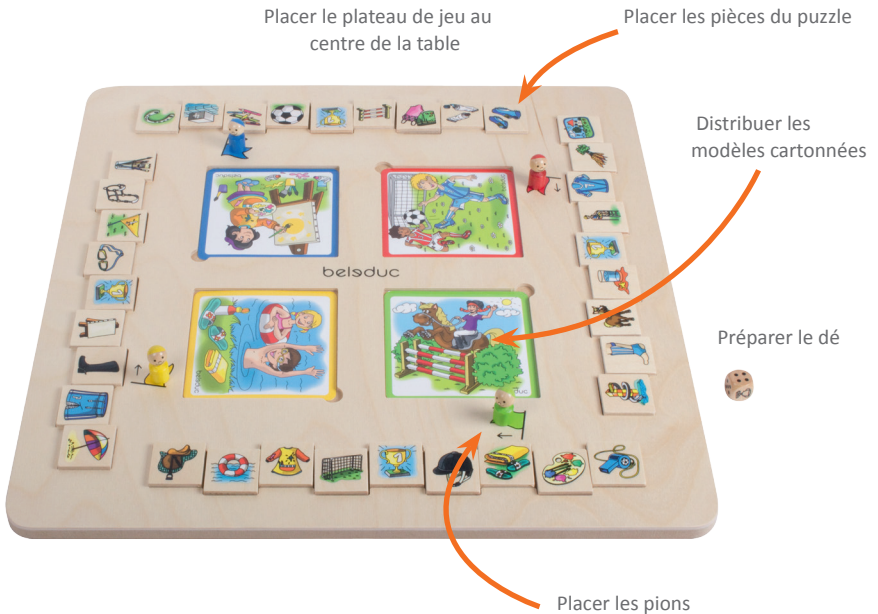 Placer le plateau de jeu au
centre de la table
Placer les pièces du puzzle
Distribuer les
modèles cartonnées
beleduc
Préparer le dé
Placer les pions